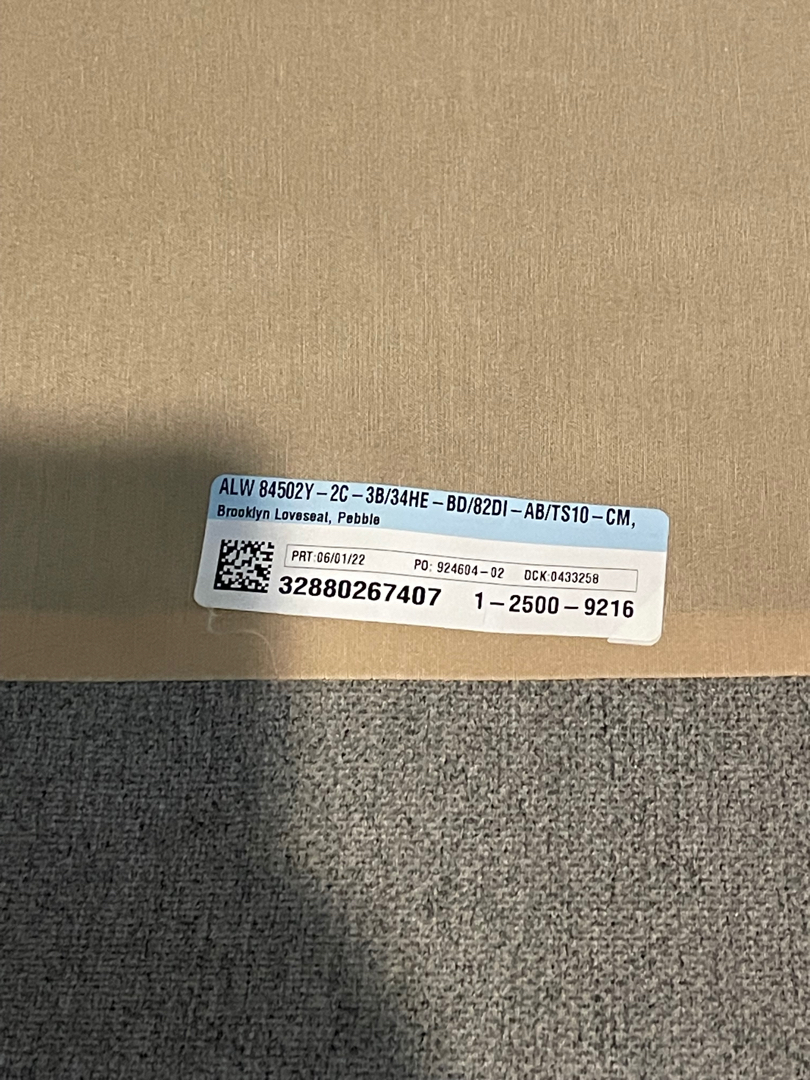 ALW 84502Y-2C-3B/34HE-BD/82DI-AB/TS10-CM,
Brooklyn Loveseat, Pebble
PRT:06/01/22 PO: 924604-02 DCK:0433258
32880267407 1-2500-9216